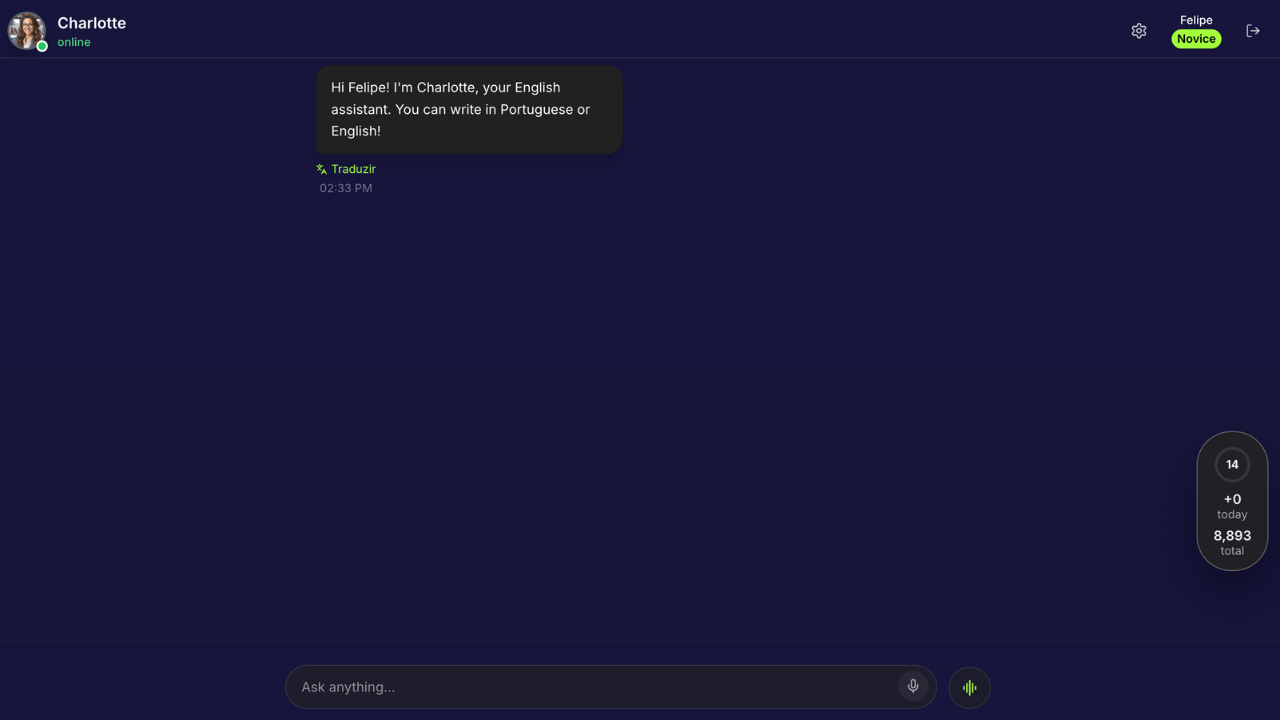 Charlotte
online
Felipe
Novice
Hi Felipe! I'm Charlotte, your English
assistant. You can write in Portuguese or
English!
Traduzir
02:33 PM
14
+0
today
8,893
total
Ask anything...